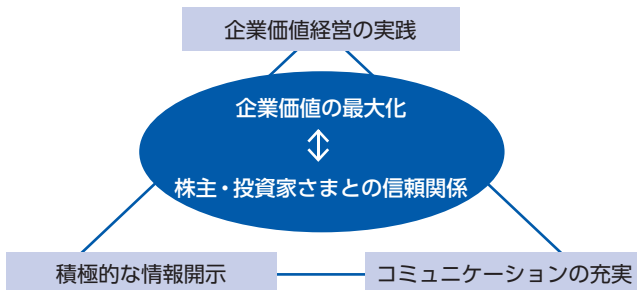 企業価値経営の実践
企業価値の最大化
↕
株主・投資家さまとの信頼関係
積極的な情報開示
コミュニケーションの充実